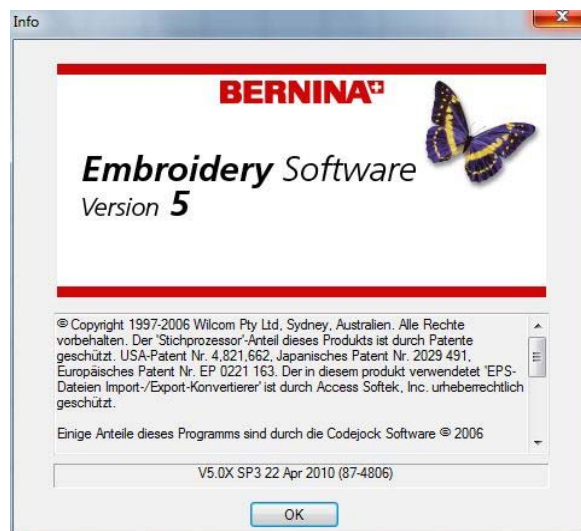 Info
BERNINA
Embroidery Software
Version 5
© Copyright 1997-2006 Wilcom Pty Ltd, Sydney, Australien. Alle Rechte
vorbehalten. Der 'Stichprozessor'-Anteil dieses Produkts ist durch Patente
geschützt. USA-Patent Nr. 4,821,662, Japanisches Patent Nr. 2029 491,
Europäisches Patent Nr. EP 0221 163. Der in diesem produkt verwendetet 'EPS-
Dateien Import-/Export-Konvertierer' ist durch Access Softek, Inc. urheberrechtlich
geschützt.
Einige Anteile dieses Programms sind durch die Codejock Software © 2006
V5.0X SP3 22 Apr 2010 (87-4806)
OK